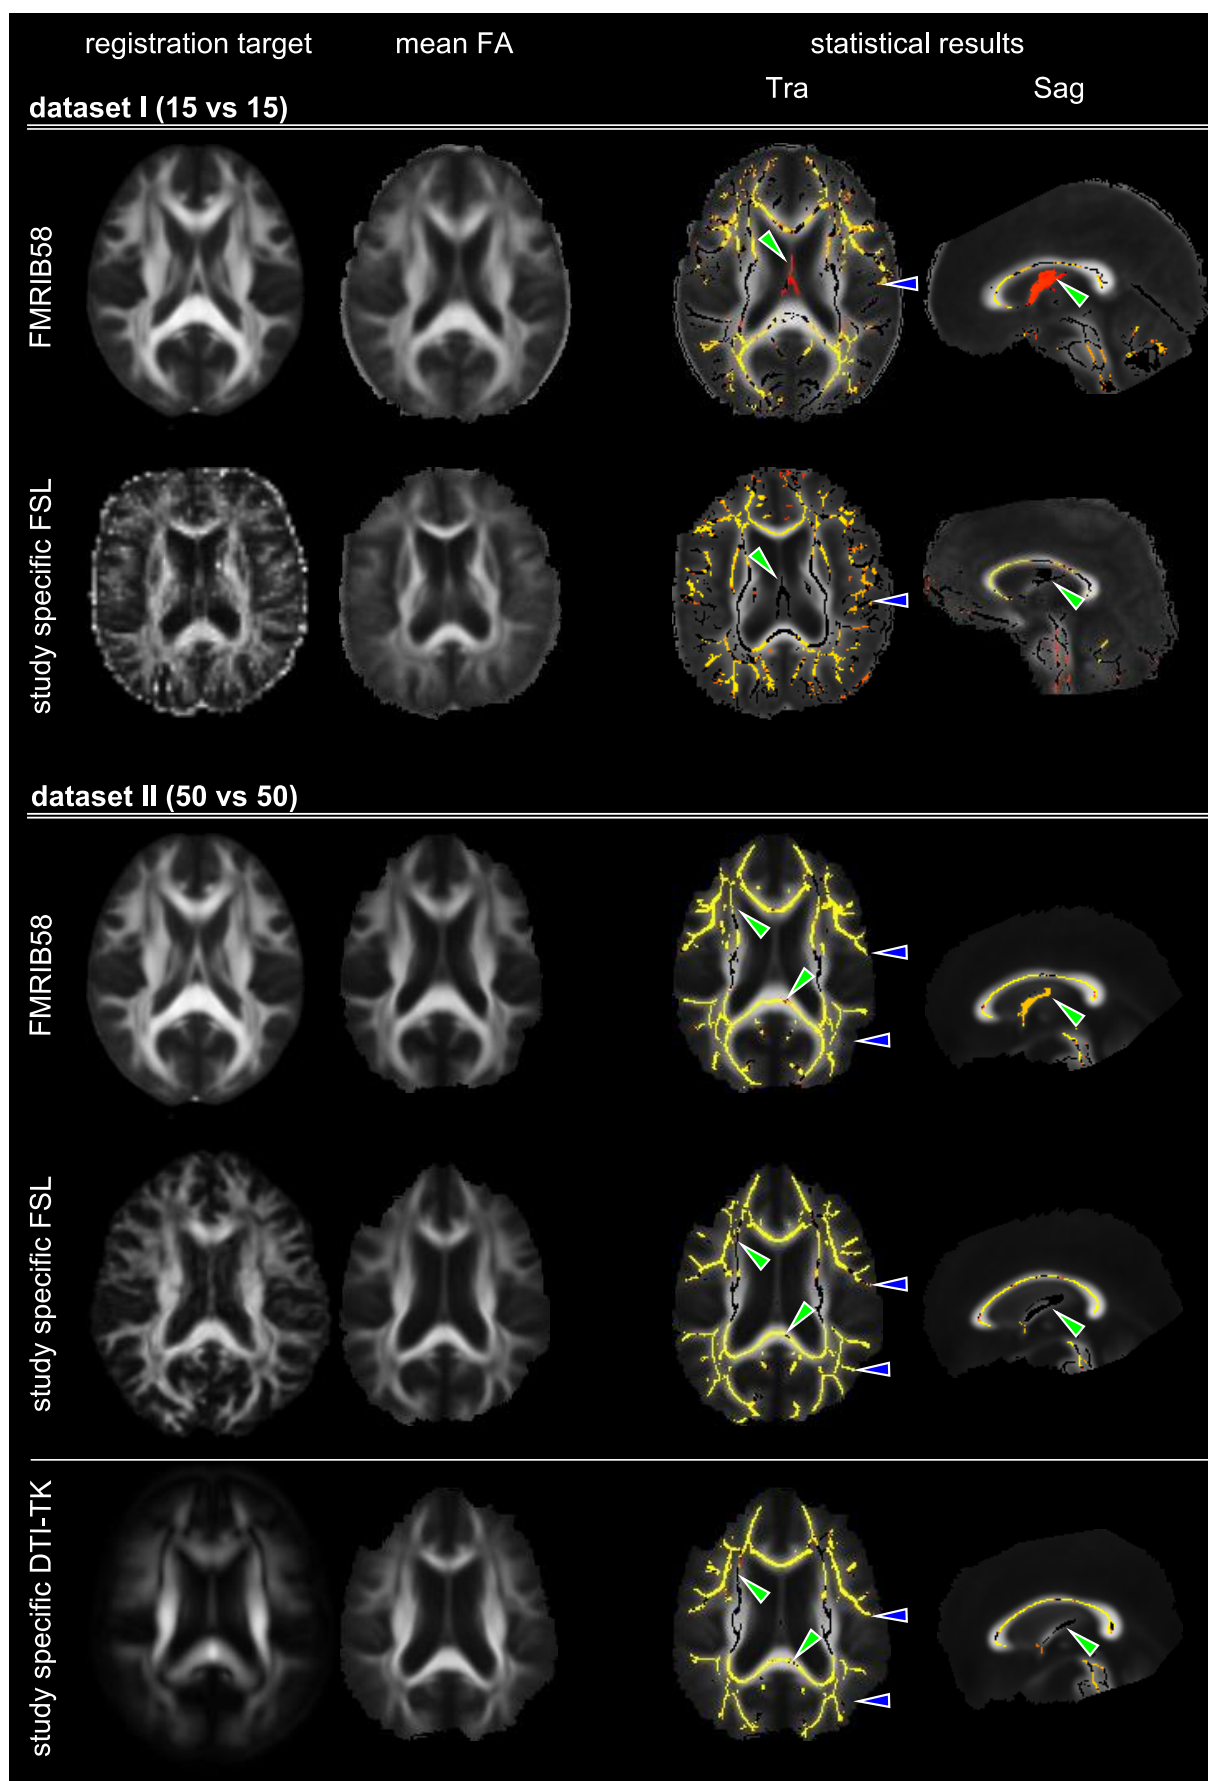 registration target mean FA statistical results
Tra Sag
dataset I (15 vs 15)
FMRIB58
study specific FSL
dataset II (50 vs 50)
FMRIB58
study specific FSL
study specific DTI-TK